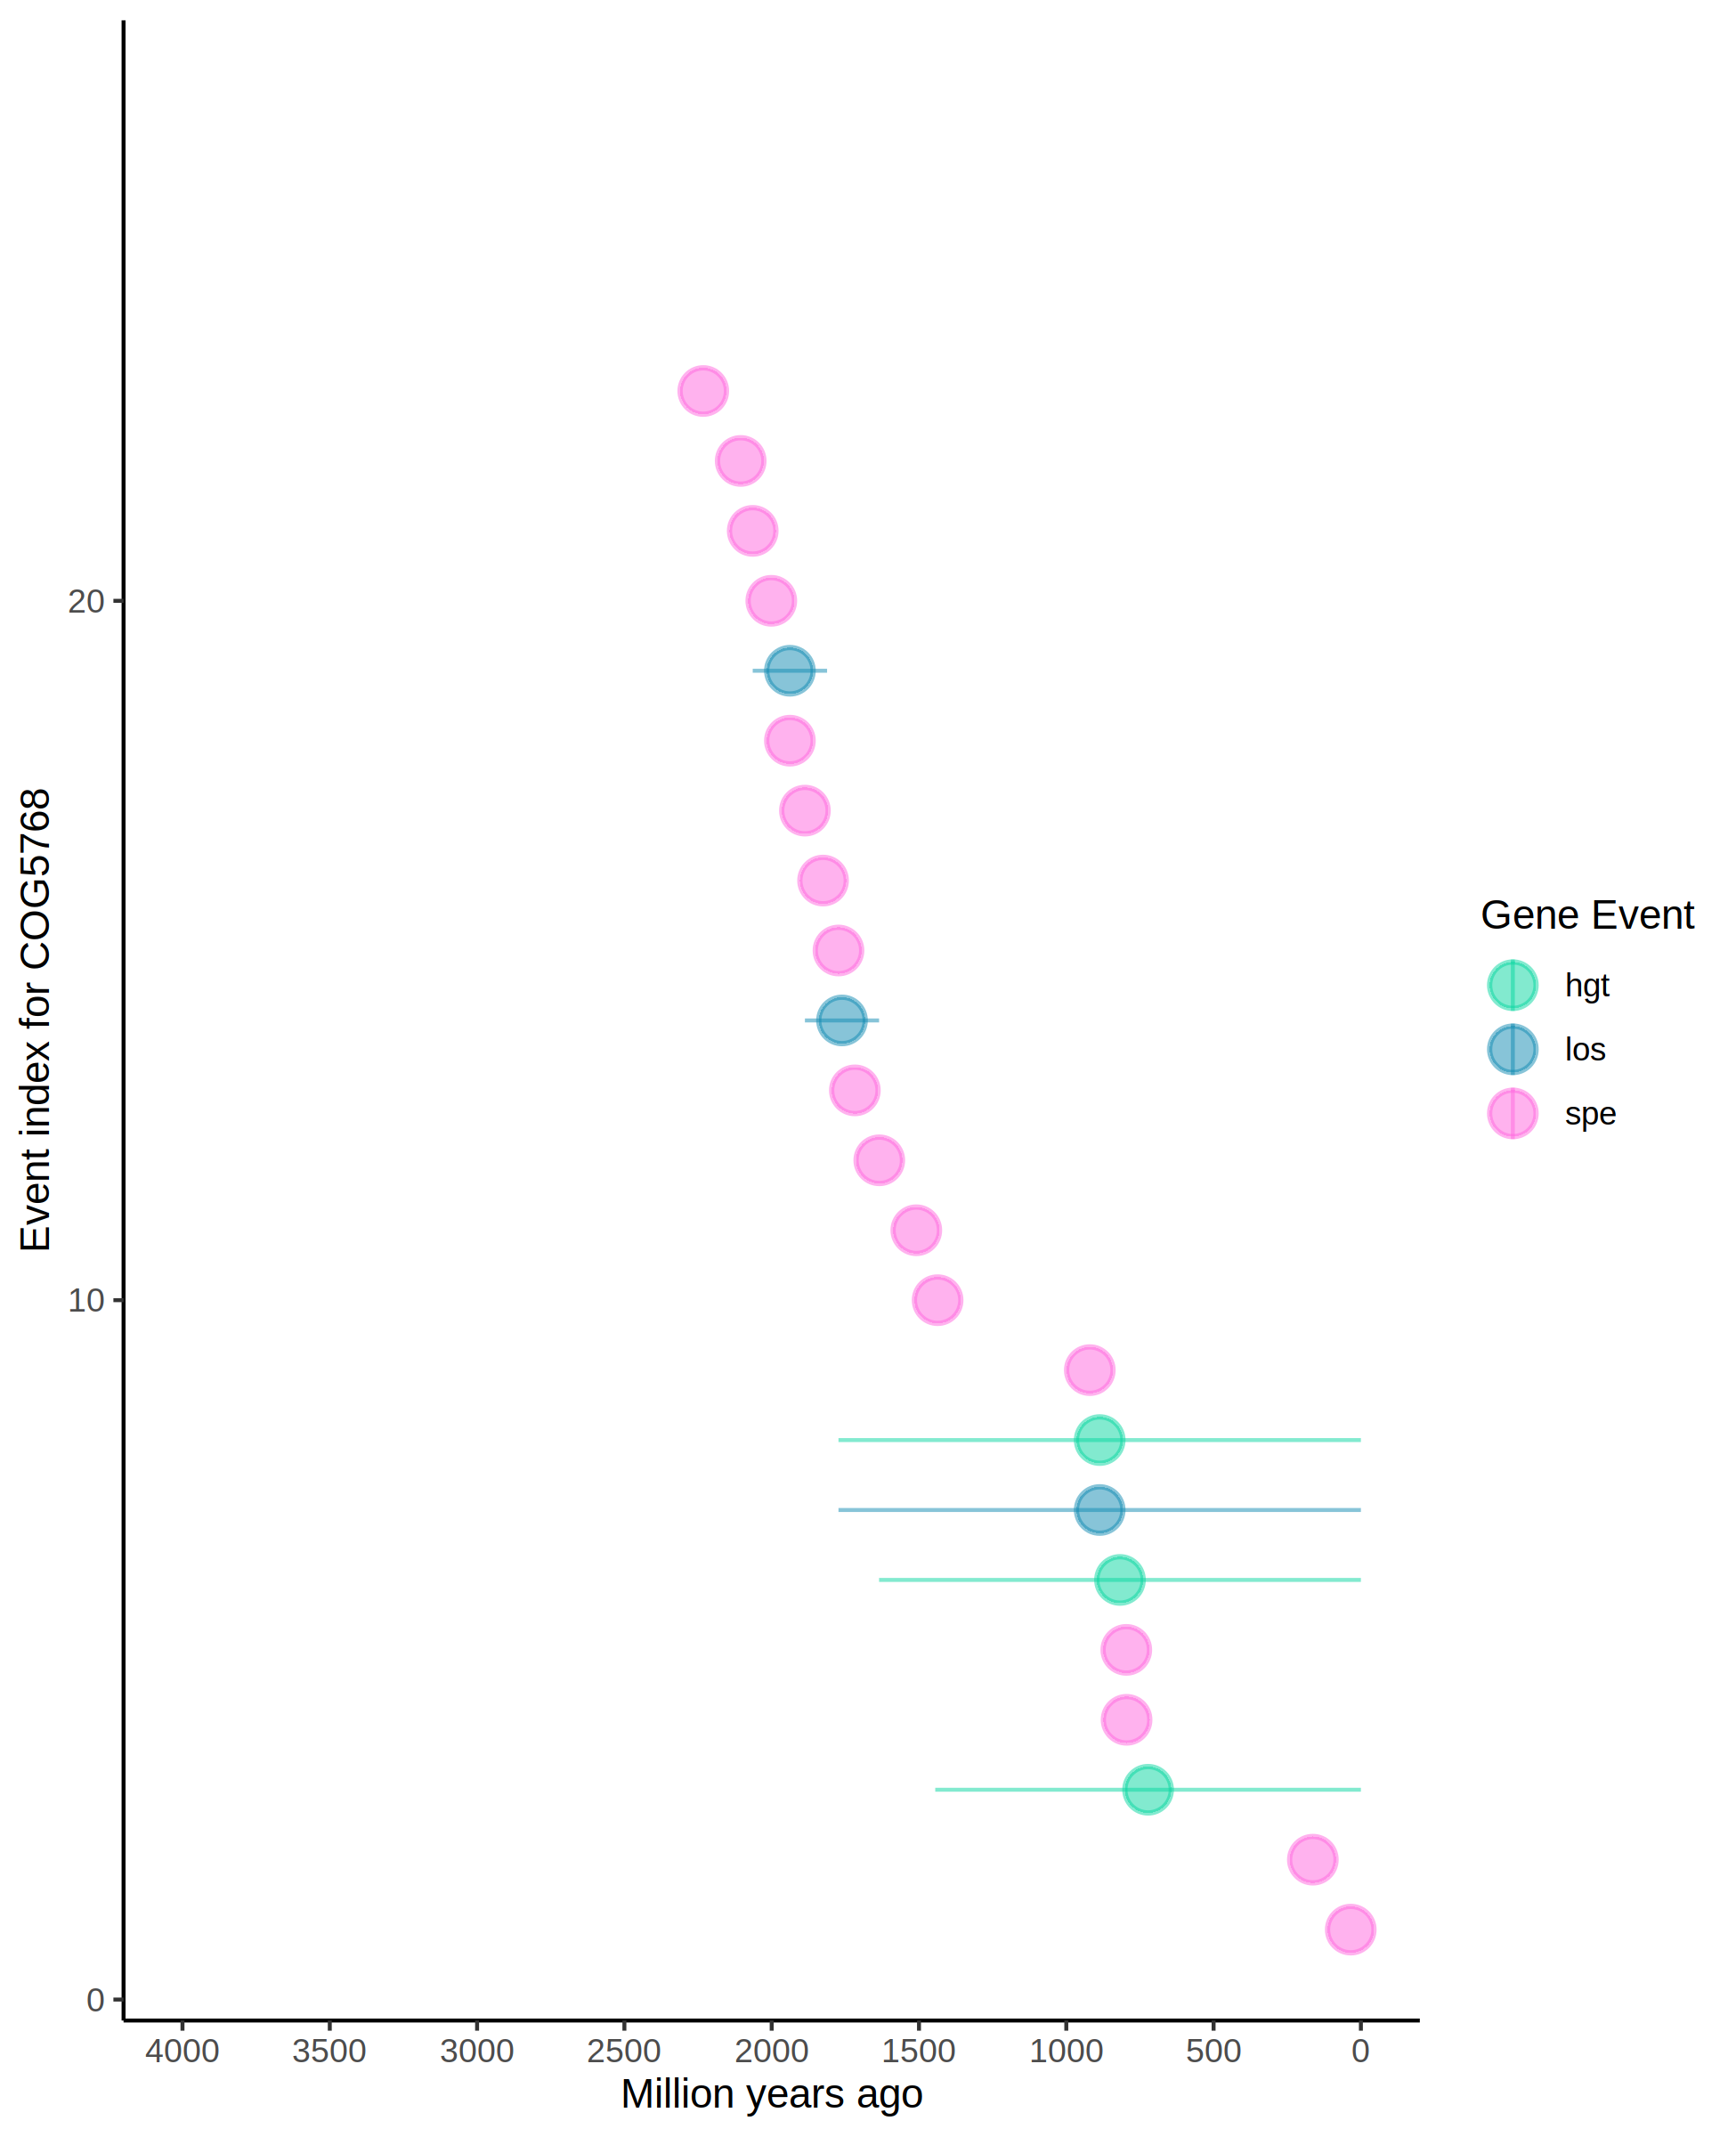 Event index for COG5768
20
10
0
4000 3500 3000 2500 2000 1500 1000 500 0
Million years ago
Gene Event
hgt
los
spe